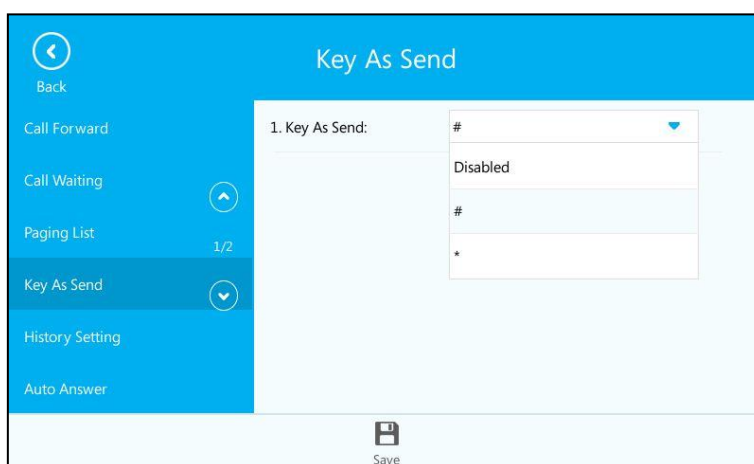 Key As Send
Back
Call Forward
Call Waiting
Paging List
1/2
Key As Send
History Setting
Auto Answer
1. Key As Send:
#
Disabled
#
*
Save